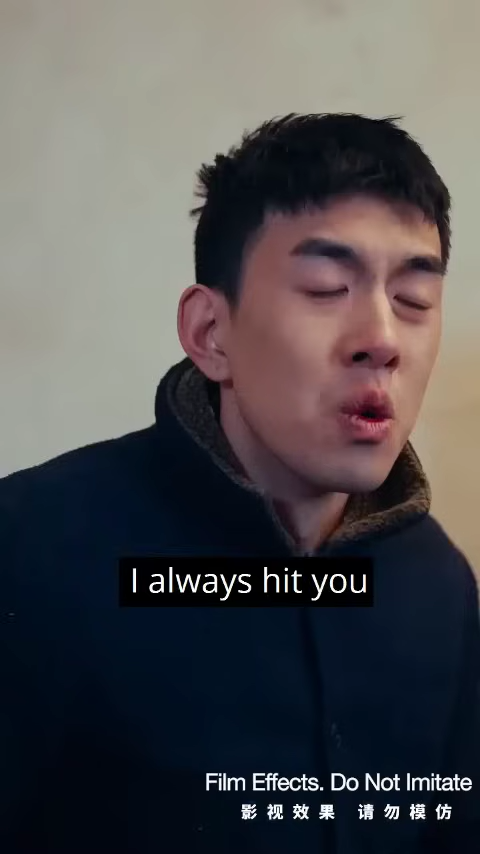 I always hit you
Film Effects. Do Not Imitate
影视效果 请勿模仿